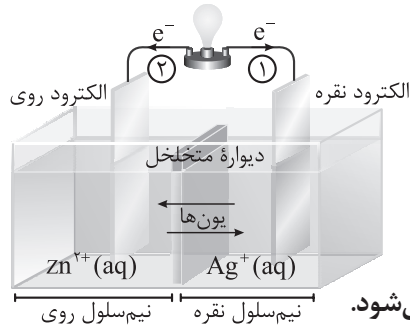 e⁻ e⁻
② ①
الکترود روی
الکترود نقره
دیوارهٔ متخلخل
یون‌ها
zn²⁺(aq) Ag⁺(aq)
نیم‌سلول روی نیم‌سلول نقره
ی‌شود.